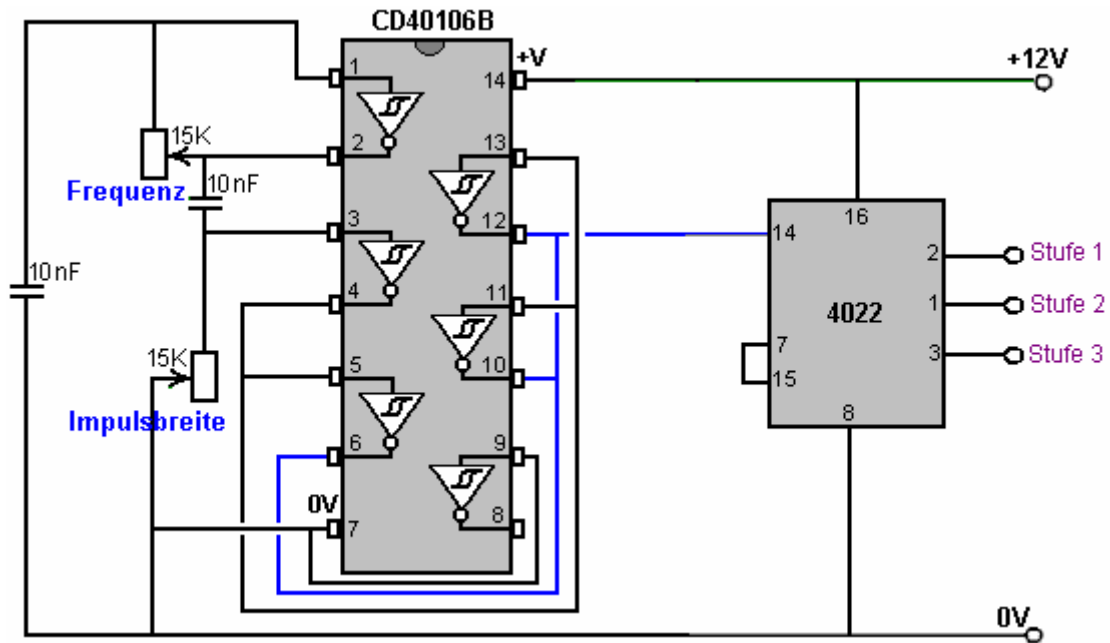 CD40106B
+V
+12V
1
14
15K
2
13
Frequenz
10nF
3
12
14
16
2
Stufe 1
10nF
4
11
4022
1
Stufe 2
15K
5
10
7
15
3
Stufe 3
Impulsbreite
8
6
9
0V
7
8
0V